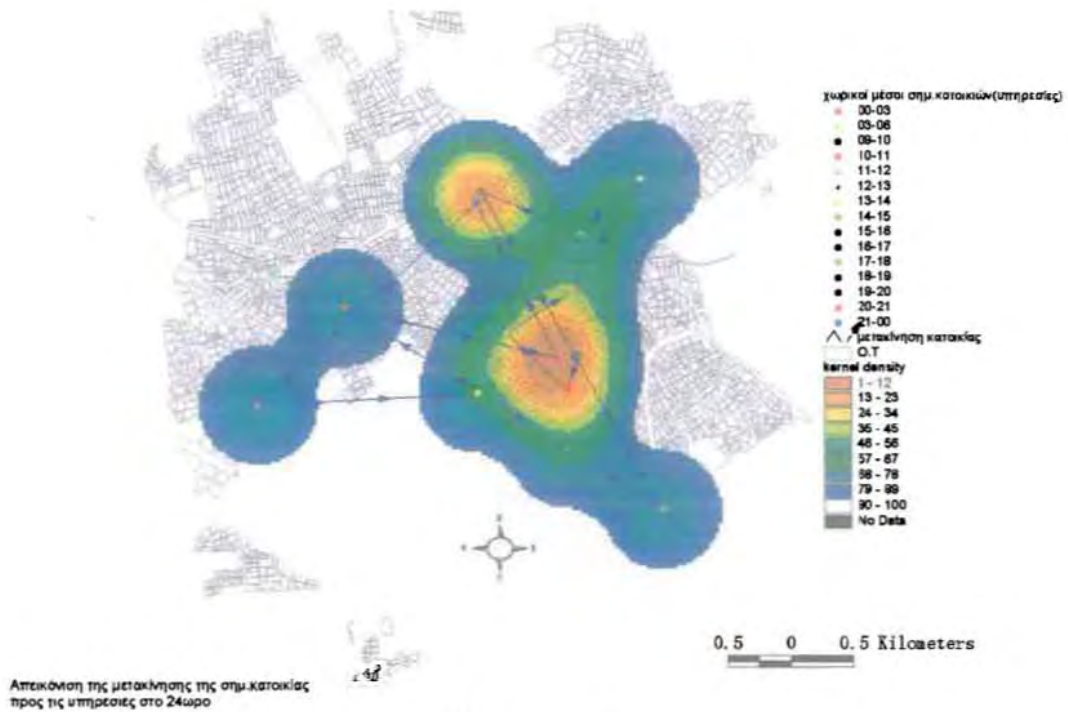 χωρικοί μέσοι σημ.κατοικιών(υπηρεσίες)
00-03
03-06
09-10
10-11
11-12
12-13
13-14
14-15
15-16
16-17
17-18
18-19
19-20
20-21
21-00
μετακίνηση κατοικίας
Ο.Τ
kernel density
1 - 12
13 - 23
24 - 34
35 - 45
46 - 56
57 - 67
68 - 78
79 - 89
90 - 100
No Data
0.5 0 0.5 Kilometers
Απεικόνιση της μετακίνησης της σημ.κατοικίας
προς τις υπηρεσίες στο 24ωρο